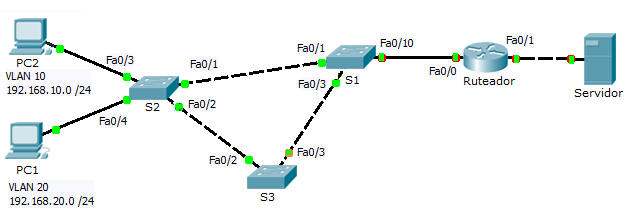 PC2
VLAN 10
192.168.10.0 /24
Fa0/3
Fa0/4
PC1
VLAN 20
192.168.20.0 /24
S2
Fa0/1
Fa0/2
Fa0/1
S1
Fa0/10
Fa0/3
Fa0/2
Fa0/3
S3
Fa0/0
Fa0/1
Ruteador
Servidor